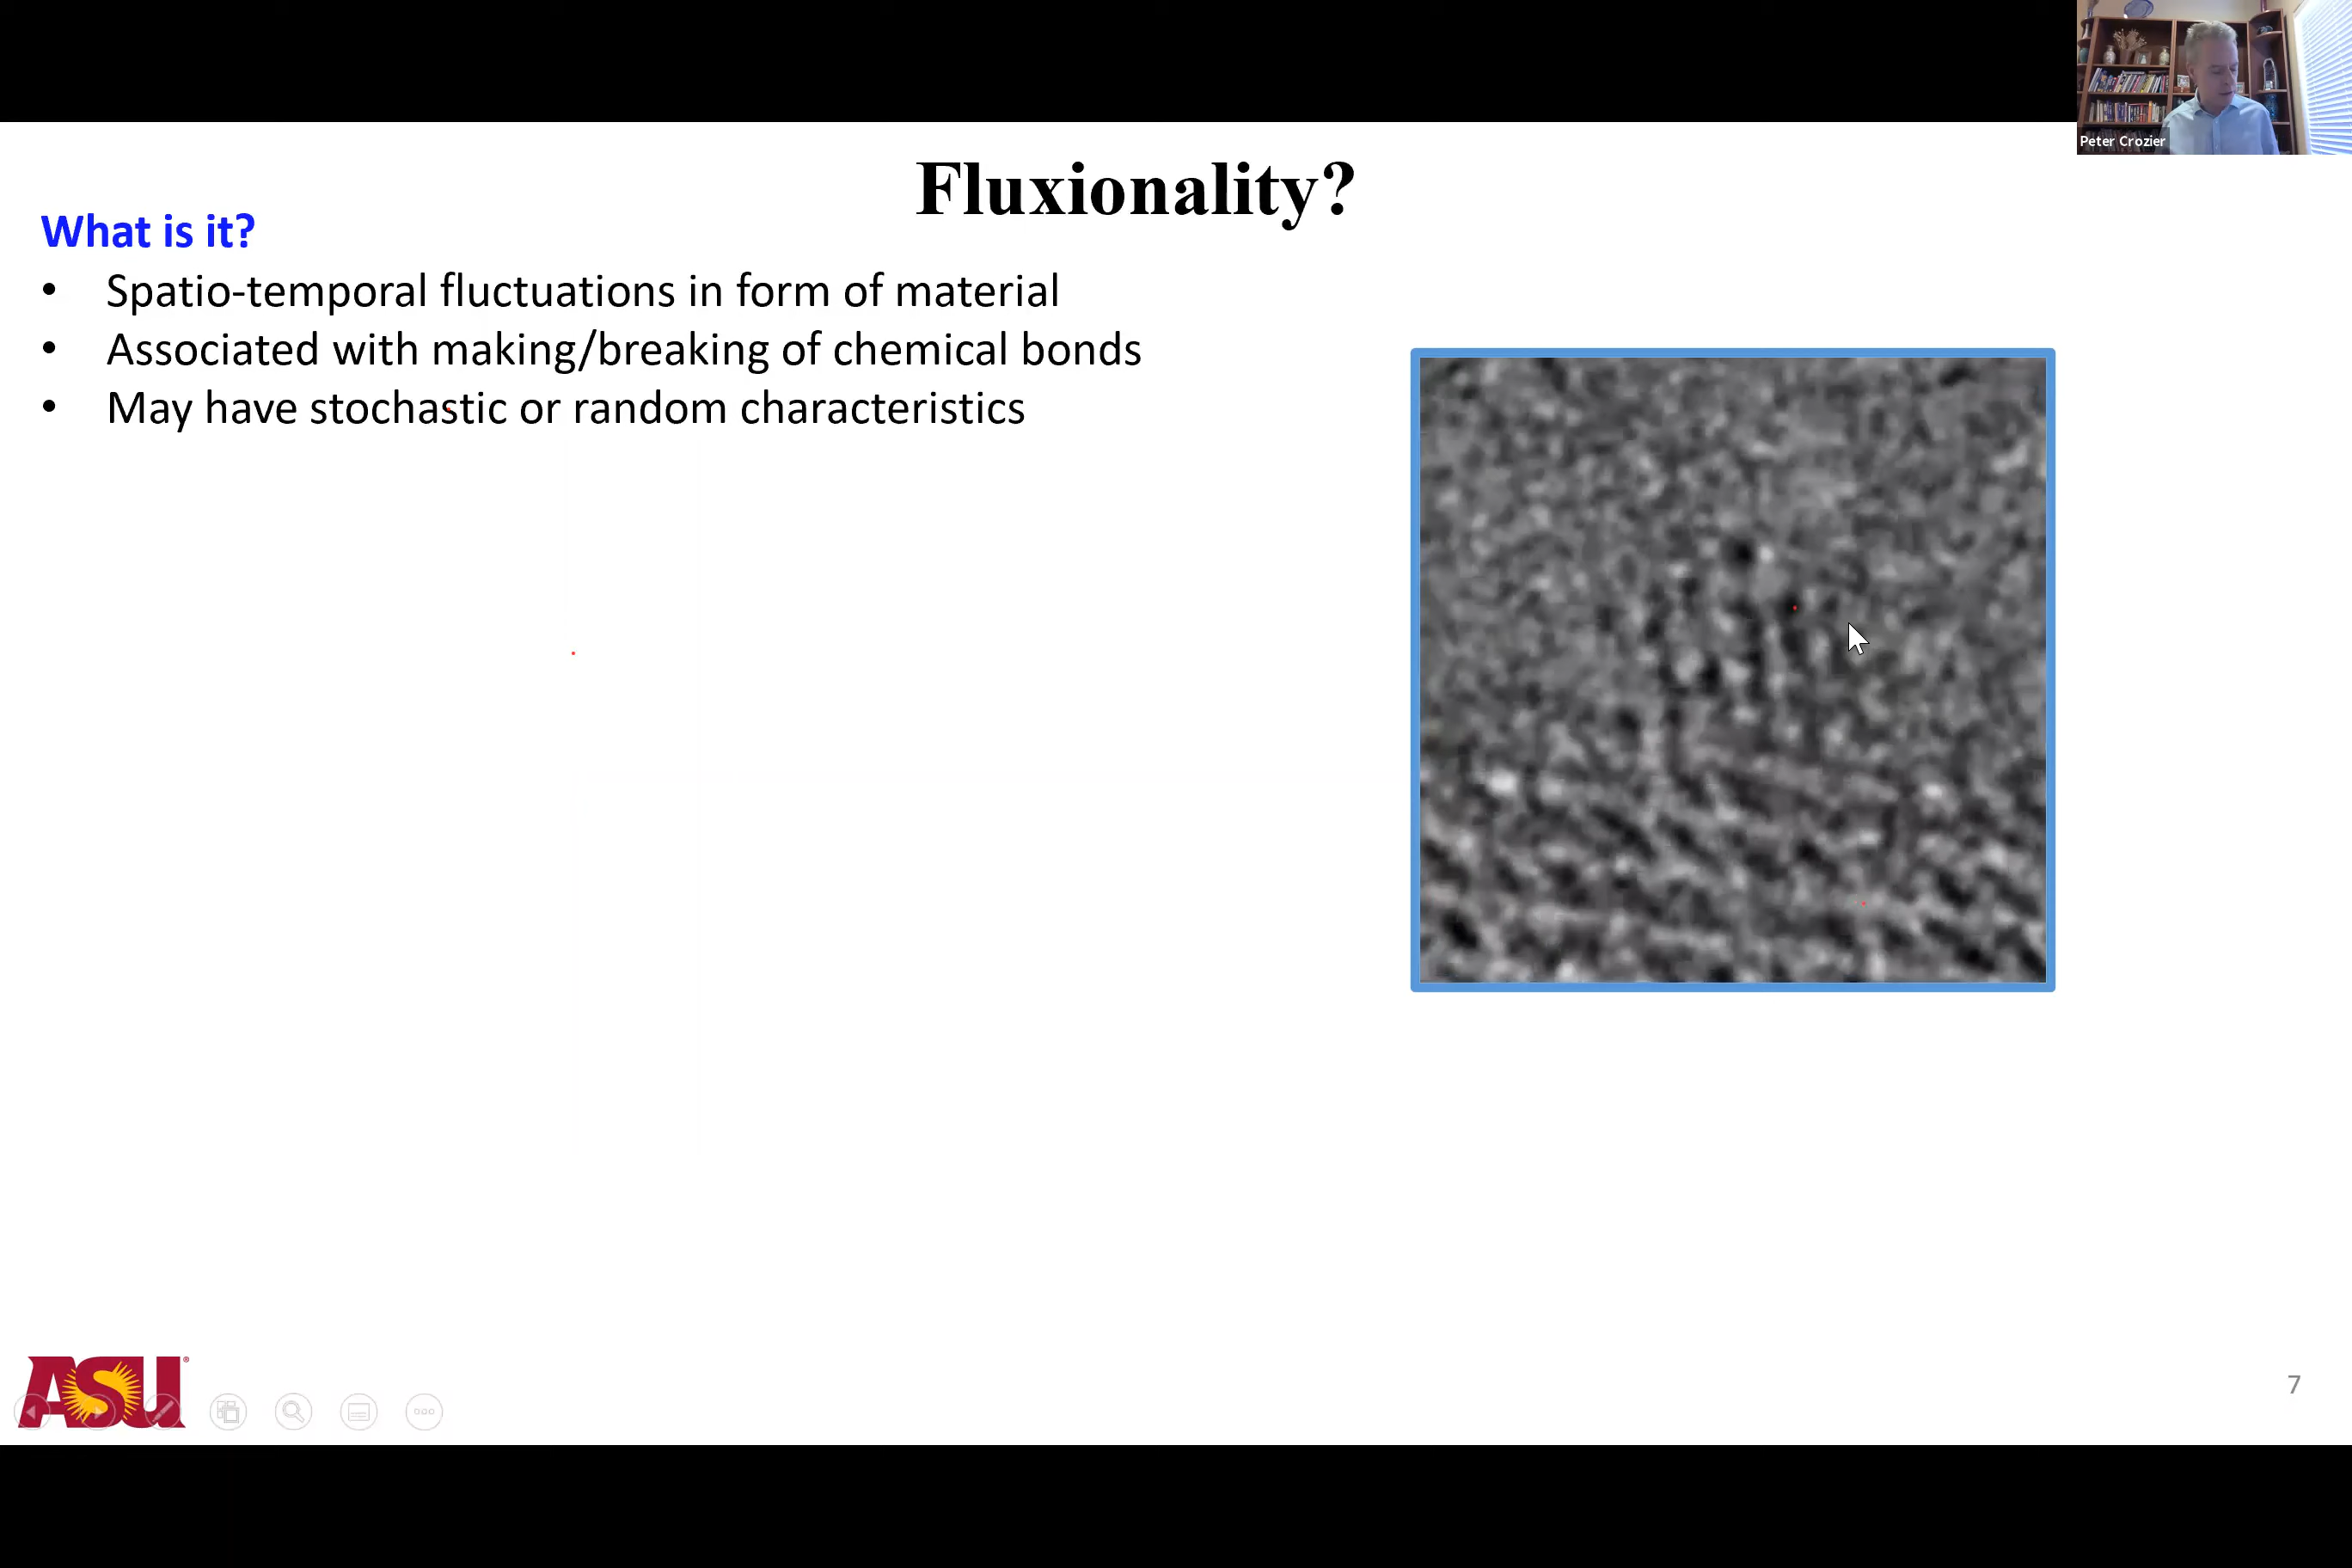 Peter Crozier
Fluxionality?
What is it?
• Spatio-temporal fluctuations in form of material
• Associated with making/breaking of chemical bonds
• May have stochastic or random characteristics
ASU®
7